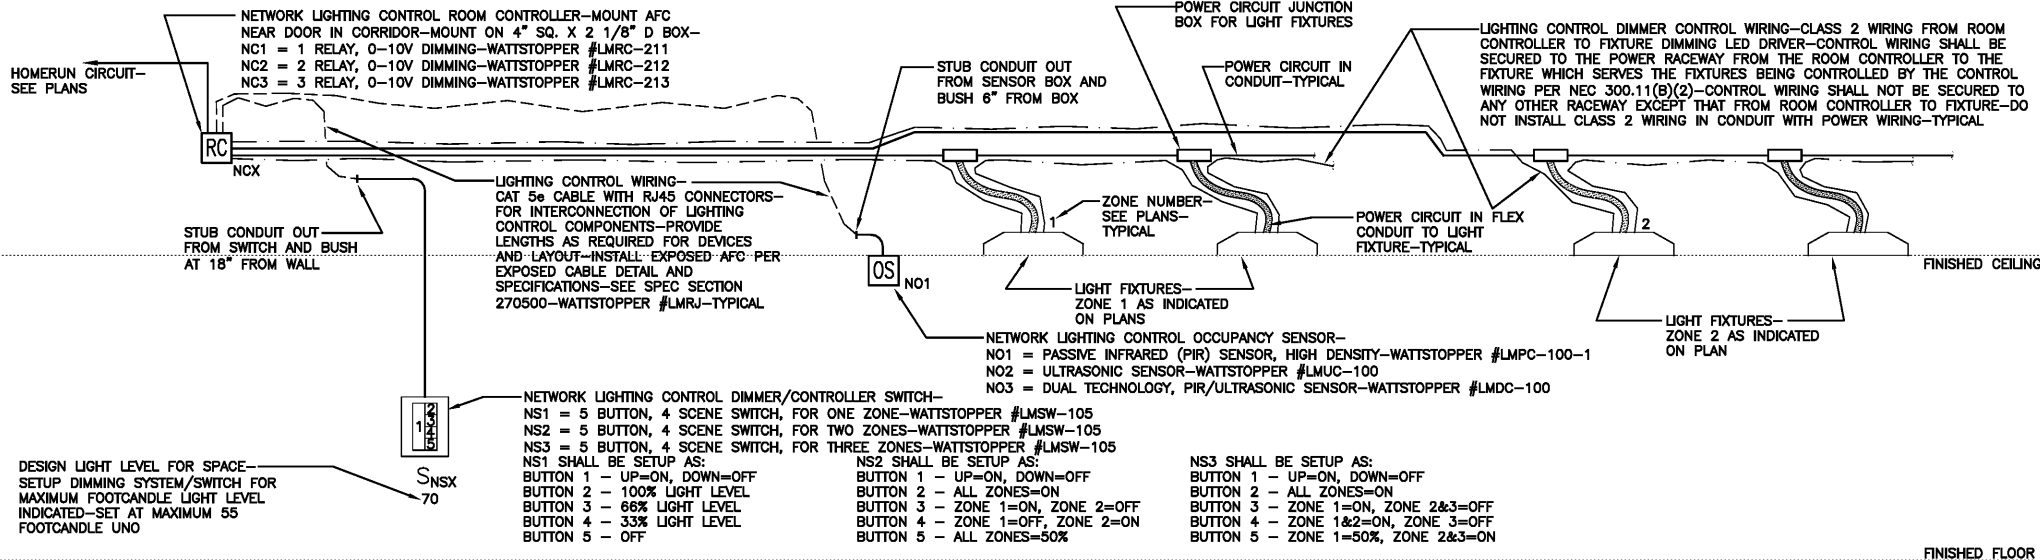 NETWORK LIGHTING CONTROL ROOM CONTROLLER–MOUNT AFC
NEAR DOOR IN CORRIDOR–MOUNT ON 4" SQ. X 2 1/8" D BOX–
NC1 = 1 RELAY, 0–10V DIMMING–WATTSTOPPER #LMRC–211
NC2 = 2 RELAY, 0–10V DIMMING–WATTSTOPPER #LMRC–212
NC3 = 3 RELAY, 0–10V DIMMING–WATTSTOPPER #LMRC–213
HOMERUN CIRCUIT–
SEE PLANS
STUB CONDUIT OUT
FROM SENSOR BOX AND
BUSH 6" FROM BOX
POWER CIRCUIT JUNCTION
BOX FOR LIGHT FIXTURES
POWER CIRCUIT IN
CONDUIT–TYPICAL
LIGHTING CONTROL DIMMER CONTROL WIRING–CLASS 2 WIRING FROM ROOM
CONTROLLER TO FIXTURE DIMMING LED DRIVER–CONTROL WIRING SHALL BE
SECURED TO THE POWER RACEWAY FROM THE ROOM CONTROLLER TO THE
FIXTURE WHICH SERVES THE FIXTURES BEING CONTROLLED BY THE CONTROL
WIRING PER NEC 300.11(B)(2)–CONTROL WIRING SHALL NOT BE SECURED TO
ANY OTHER RACEWAY EXCEPT THAT FROM ROOM CONTROLLER TO FIXTURE–DO
NOT INSTALL CLASS 2 WIRING IN CONDUIT WITH POWER WIRING–TYPICAL
RC
NCX
STUB CONDUIT OUT
FROM SWITCH AND BUSH
AT 18" FROM WALL
LIGHTING CONTROL WIRING–
CAT 5e CABLE WITH RJ45 CONNECTORS–
FOR INTERCONNECTION OF LIGHTING
CONTROL COMPONENTS–PROVIDE
LENGTHS AS REQUIRED FOR DEVICES
AND LAYOUT–INSTALL EXPOSED AFC PER
EXPOSED CABLE DETAIL AND
SPECIFICATIONS–SEE SPEC SECTION
270500–WATTSTOPPER #LMRJ–TYPICAL
OS
NO1
1
ZONE NUMBER–
SEE PLANS–
TYPICAL
POWER CIRCUIT IN FLEX
CONDUIT TO LIGHT
FIXTURE–TYPICAL
2
FINISHED CEILING
LIGHT FIXTURES–
ZONE 1 AS INDICATED
ON PLANS
LIGHT FIXTURES–
ZONE 2 AS INDICATED
ON PLAN
NETWORK LIGHTING CONTROL OCCUPANCY SENSOR–
NO1 = PASSIVE INFRARED (PIR) SENSOR, HIGH DENSITY–WATTSTOPPER #LMPC–100–1
NO2 = ULTRASONIC SENSOR–WATTSTOPPER #LMUC–100
NO3 = DUAL TECHNOLOGY, PIR/ULTRASONIC SENSOR–WATTSTOPPER #LMDC–100
1
2
3
4
5
SNSX
70
DESIGN LIGHT LEVEL FOR SPACE–
SETUP DIMMING SYSTEM/SWITCH FOR
MAXIMUM FOOTCANDLE LIGHT LEVEL
INDICATED–SET AT MAXIMUM 55
FOOTCANDLE UNO
NETWORK LIGHTING CONTROL DIMMER/CONTROLLER SWITCH–
NS1 = 5 BUTTON, 4 SCENE SWITCH, FOR ONE ZONE–WATTSTOPPER #LMSW–105
NS2 = 5 BUTTON, 4 SCENE SWITCH, FOR TWO ZONES–WATTSTOPPER #LMSW–105
NS3 = 5 BUTTON, 4 SCENE SWITCH, FOR THREE ZONES–WATTSTOPPER #LMSW–105
NS1 SHALL BE SETUP AS:
BUTTON 1 – UP=ON, DOWN=OFF
BUTTON 2 – 100% LIGHT LEVEL
BUTTON 3 – 66% LIGHT LEVEL
BUTTON 4 – 33% LIGHT LEVEL
BUTTON 5 – OFF
NS2 SHALL BE SETUP AS:
BUTTON 1 – UP=ON, DOWN=OFF
BUTTON 2 – ALL ZONES=ON
BUTTON 3 – ZONE 1=ON, ZONE 2=OFF
BUTTON 4 – ZONE 1=OFF, ZONE 2=ON
BUTTON 5 – ALL ZONES=50%
NS3 SHALL BE SETUP AS:
BUTTON 1 – UP=ON, DOWN=OFF
BUTTON 2 – ALL ZONES=ON
BUTTON 3 – ZONE 1=ON, ZONE 2&3=OFF
BUTTON 4 – ZONE 1&2=ON, ZONE 3=OFF
BUTTON 5 – ZONE 1=50%, ZONE 2&3=ON
FINISHED FLOOR